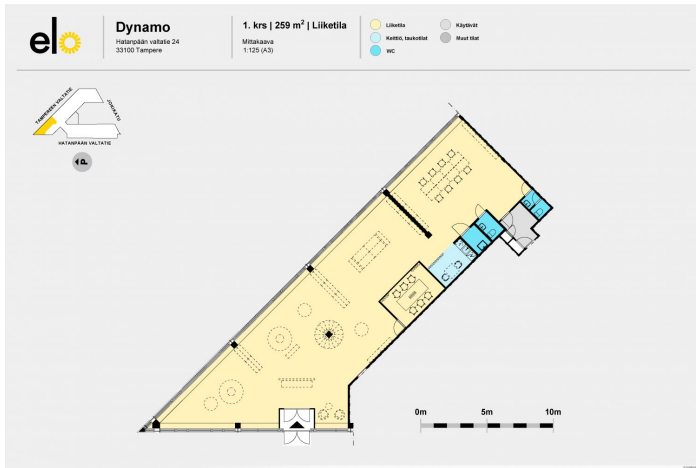 elo
Dynamo
Hatanpään valtatie 24
33100 Tampere
1. krs | 259 m² | Liiketila
Mittakaava
1:125 (A3)
Liiketila
Keittiö, taukotilat
WC
Käytävät
Muut tilat
TAMPEREEN VALTATIE
JOKIKATU
HATANPÄÄN VALTATIE
P
0m
5m
10m